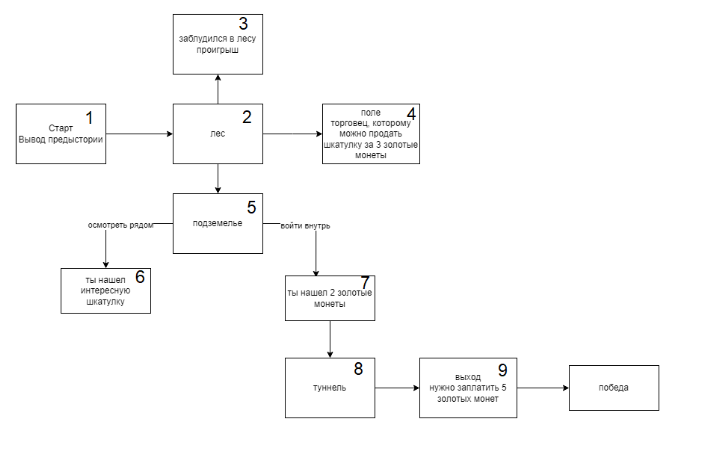 3
заблудился в лесу
проигрыш
1
Старт
Вывод предыстории
2
лес
4
поле
торговец, которому
можно продать
шкатулку за 3 золотые
монеты
5
подземелье
осмотреть рядом
войти внутрь
6
ты нашел
интересную
шкатулку
7
ты нашел 2 золотые
монеты
8
туннель
9
выход
нужно заплатить 5
золотых монет
победа